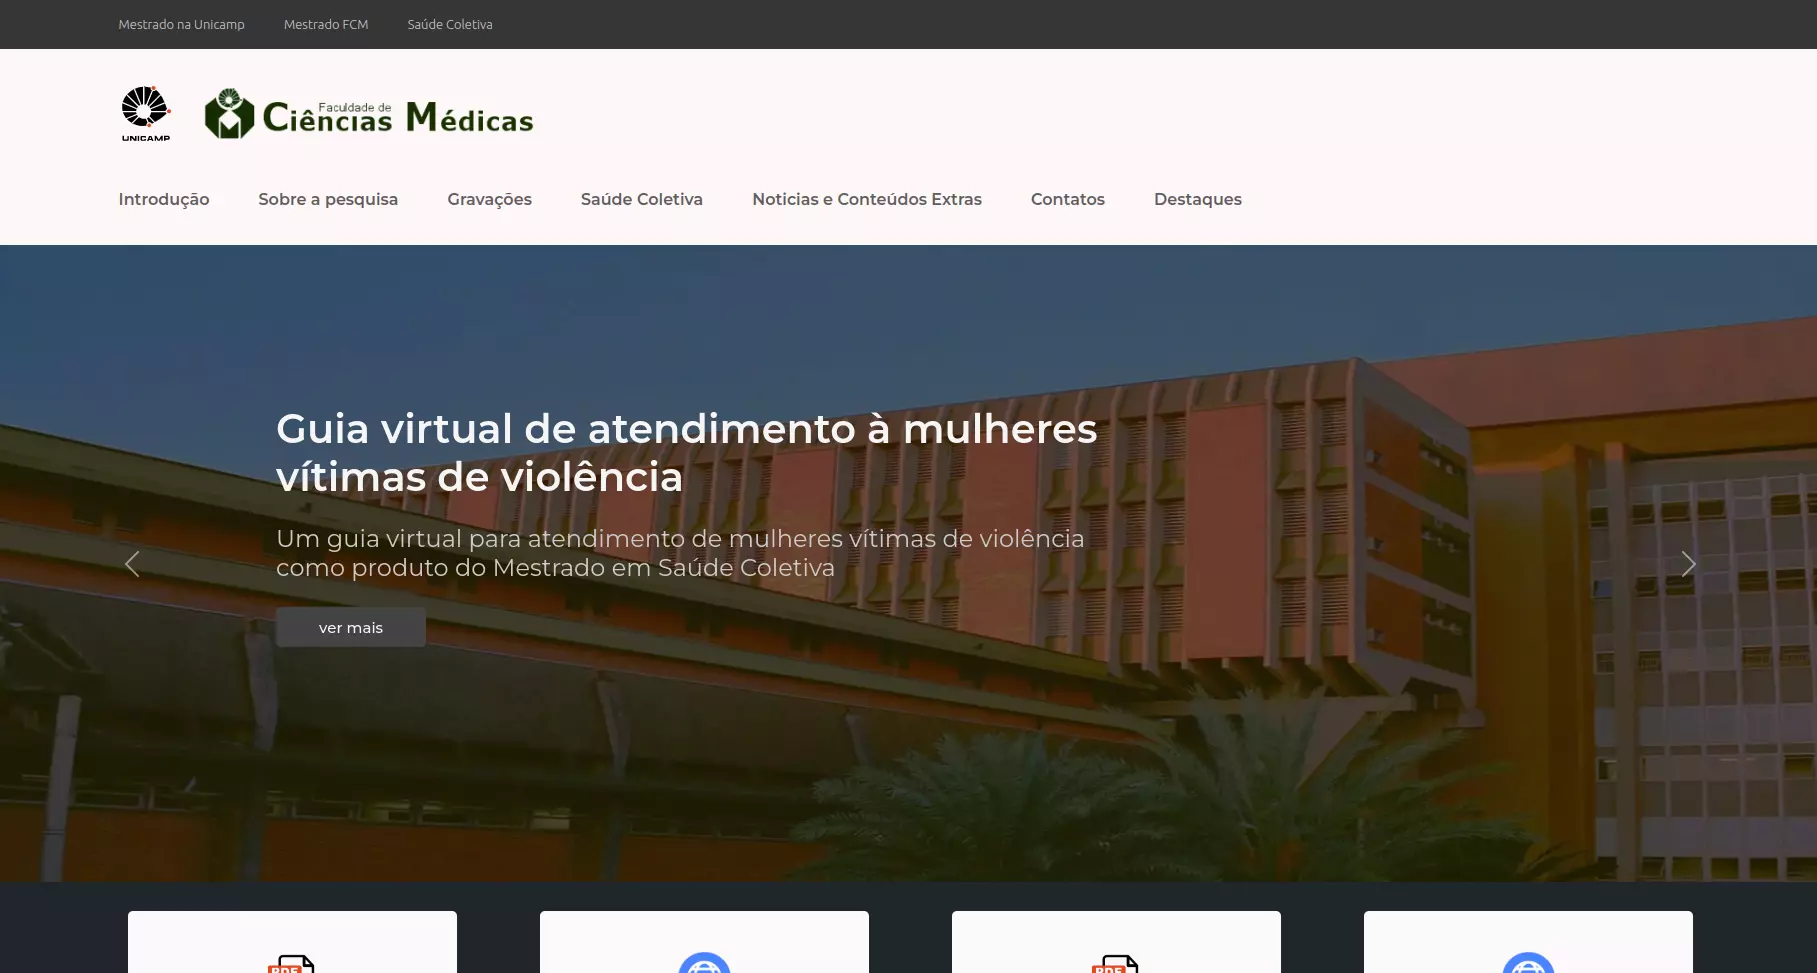 Mestrado na Unicamp Mestrado FCM Saúde Coletiva
UNICAMP
Faculdade de
Ciências Médicas
Introdução Sobre a pesquisa Gravações Saúde Coletiva Noticias e Conteúdos Extras Contatos Destaques
Guia virtual de atendimento à mulheres
vítimas de violência
Um guia virtual para atendimento de mulheres vítimas de violência
como produto do Mestrado em Saúde Coletiva
ver mais
PDF PDF